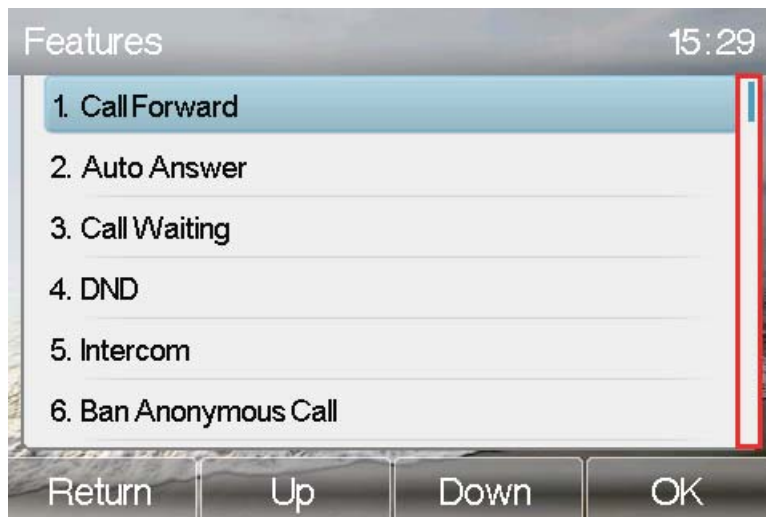 Features 15:29
1. Call Forward
2. Auto Answer
3. Call Waiting
4. DND
5. Intercom
6. Ban Anonymous Call
Return Up Down OK